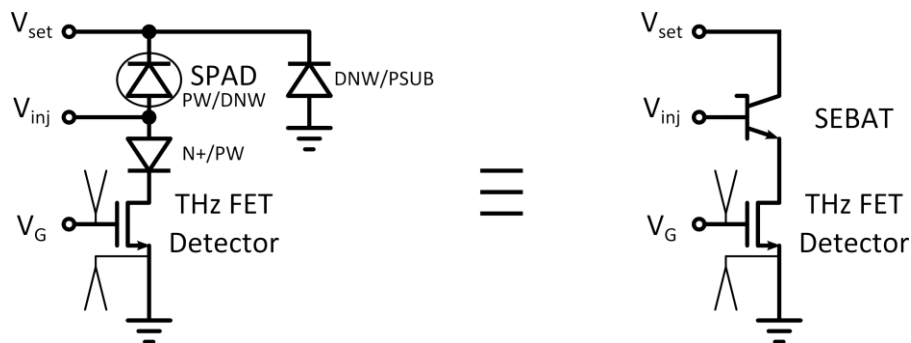 Vset
SPAD
PW/DNW
DNW/PSUB
Vinj
N+/PW
THz FET
VG
Detector
Vset
Vinj
SEBAT
THz FET
VG
Detector